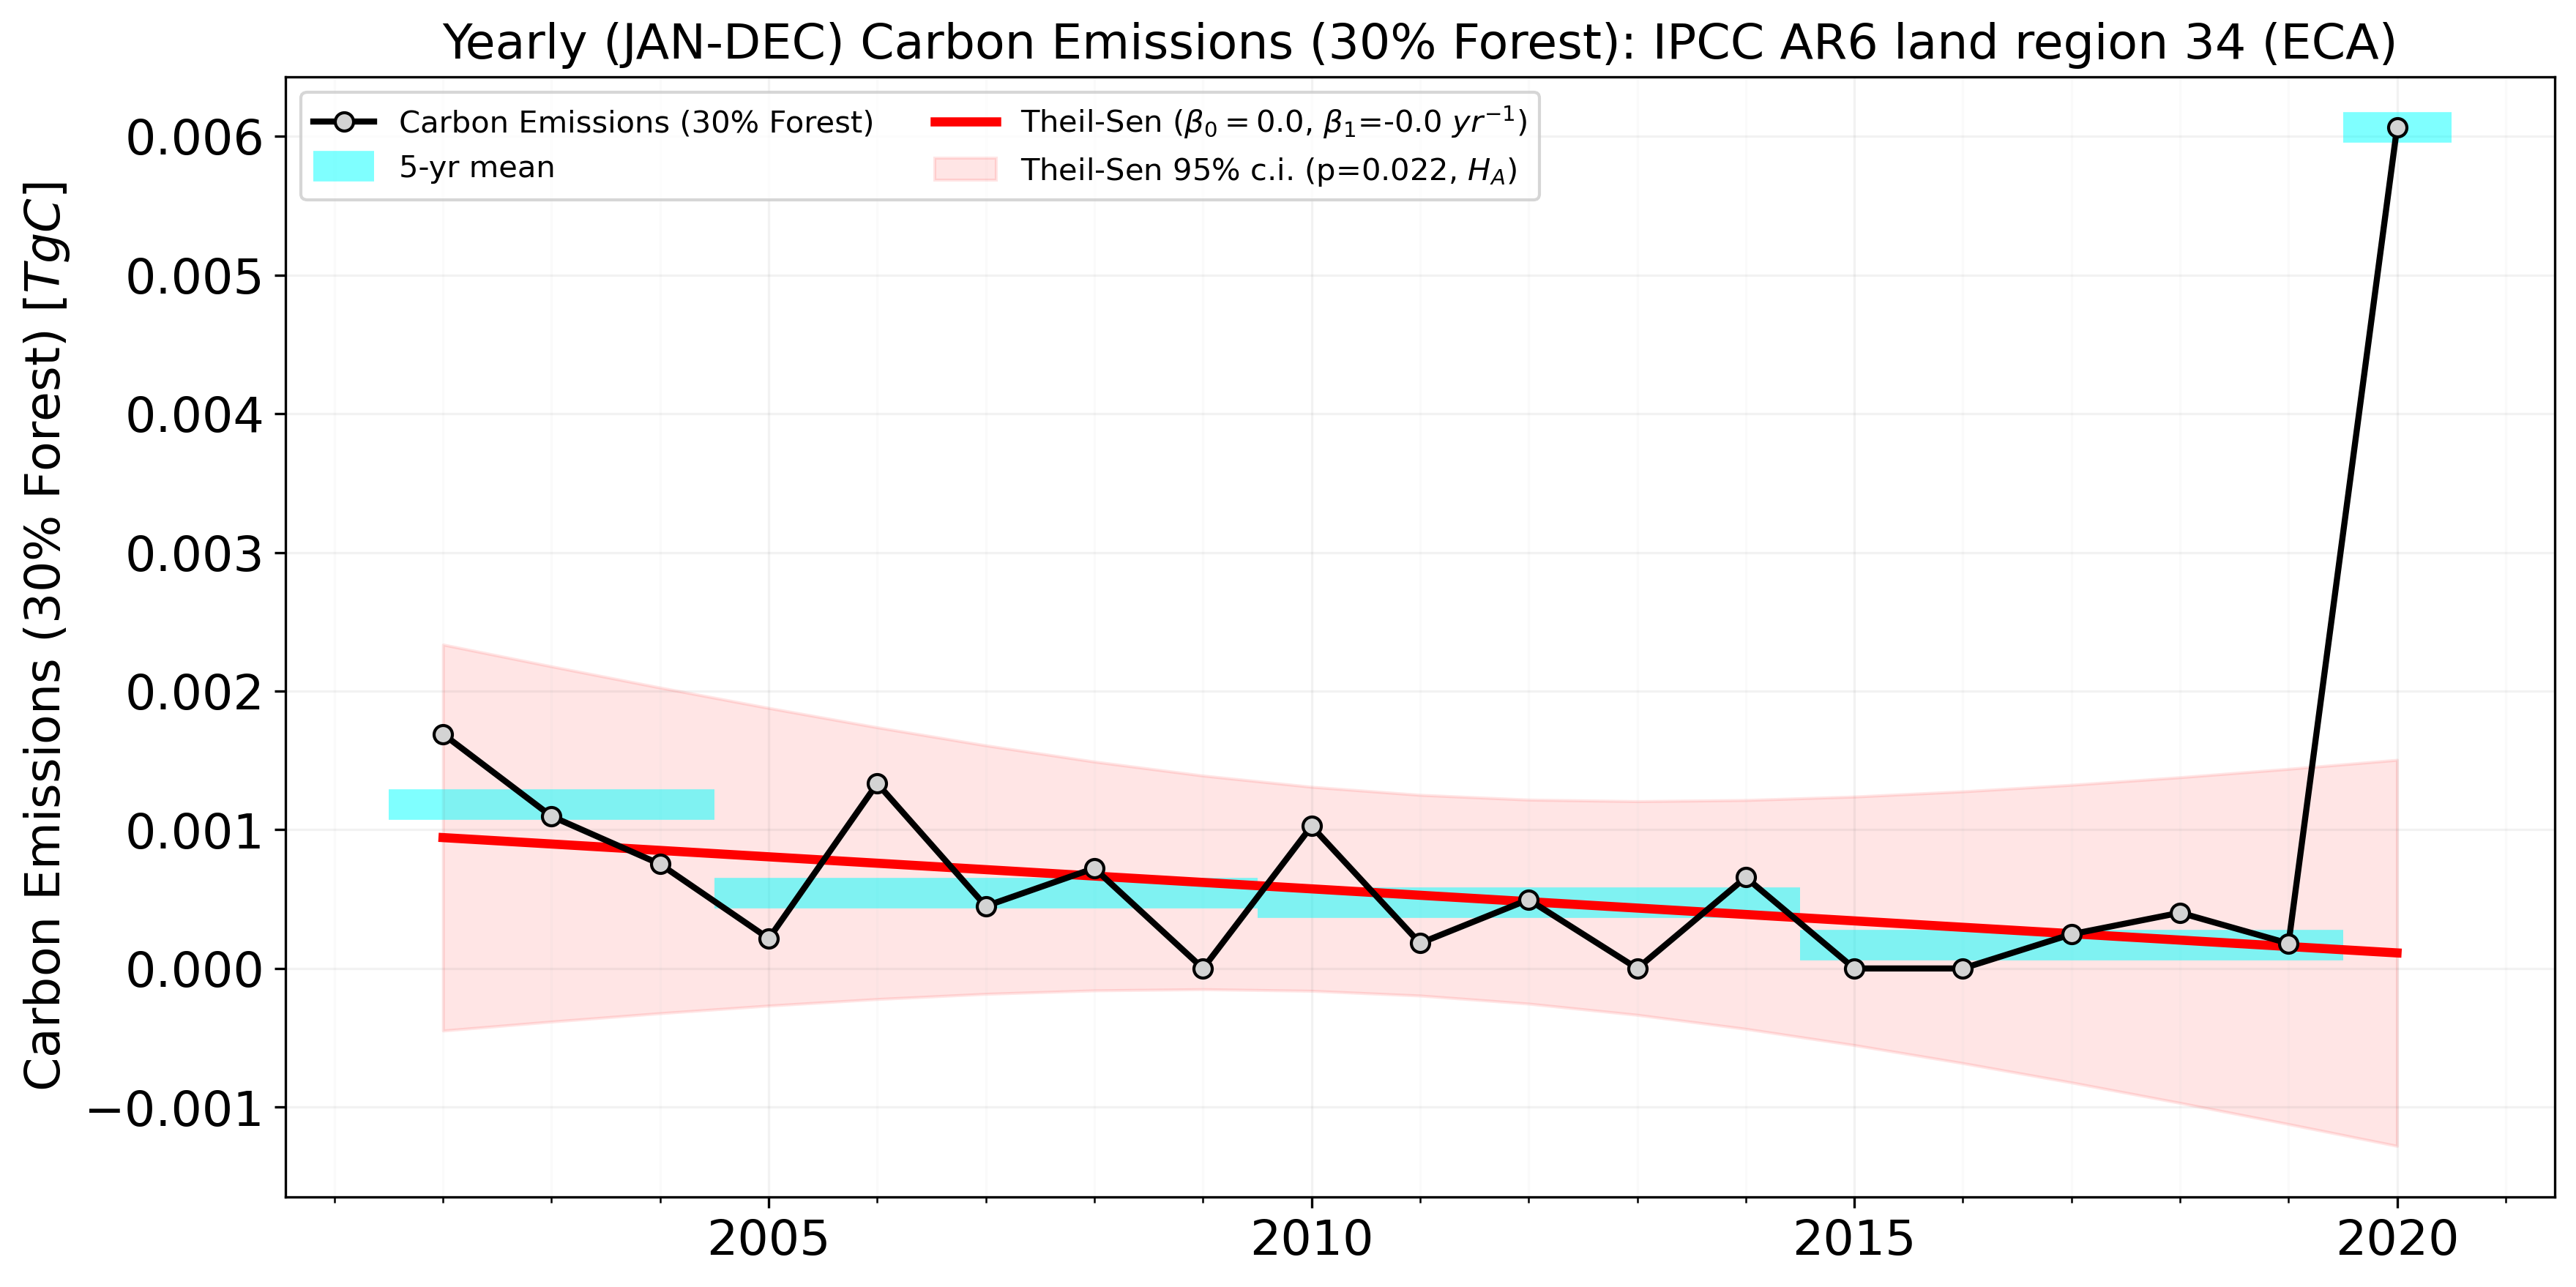 Yearly (JAN-DEC) Carbon Emissions (30% Forest): IPCC AR6 land region 34 (ECA)
Carbon Emissions (30% Forest)
5-yr mean
Theil-Sen (β₀ = 0.0, β₁=-0.0 yr⁻¹)
Theil-Sen 95% c.i. (p=0.022, H_A)
Carbon Emissions (30% Forest) [TgC]
0.006
0.005
0.004
0.003
0.002
0.001
0.000
−0.001
2005 2010 2015 2020